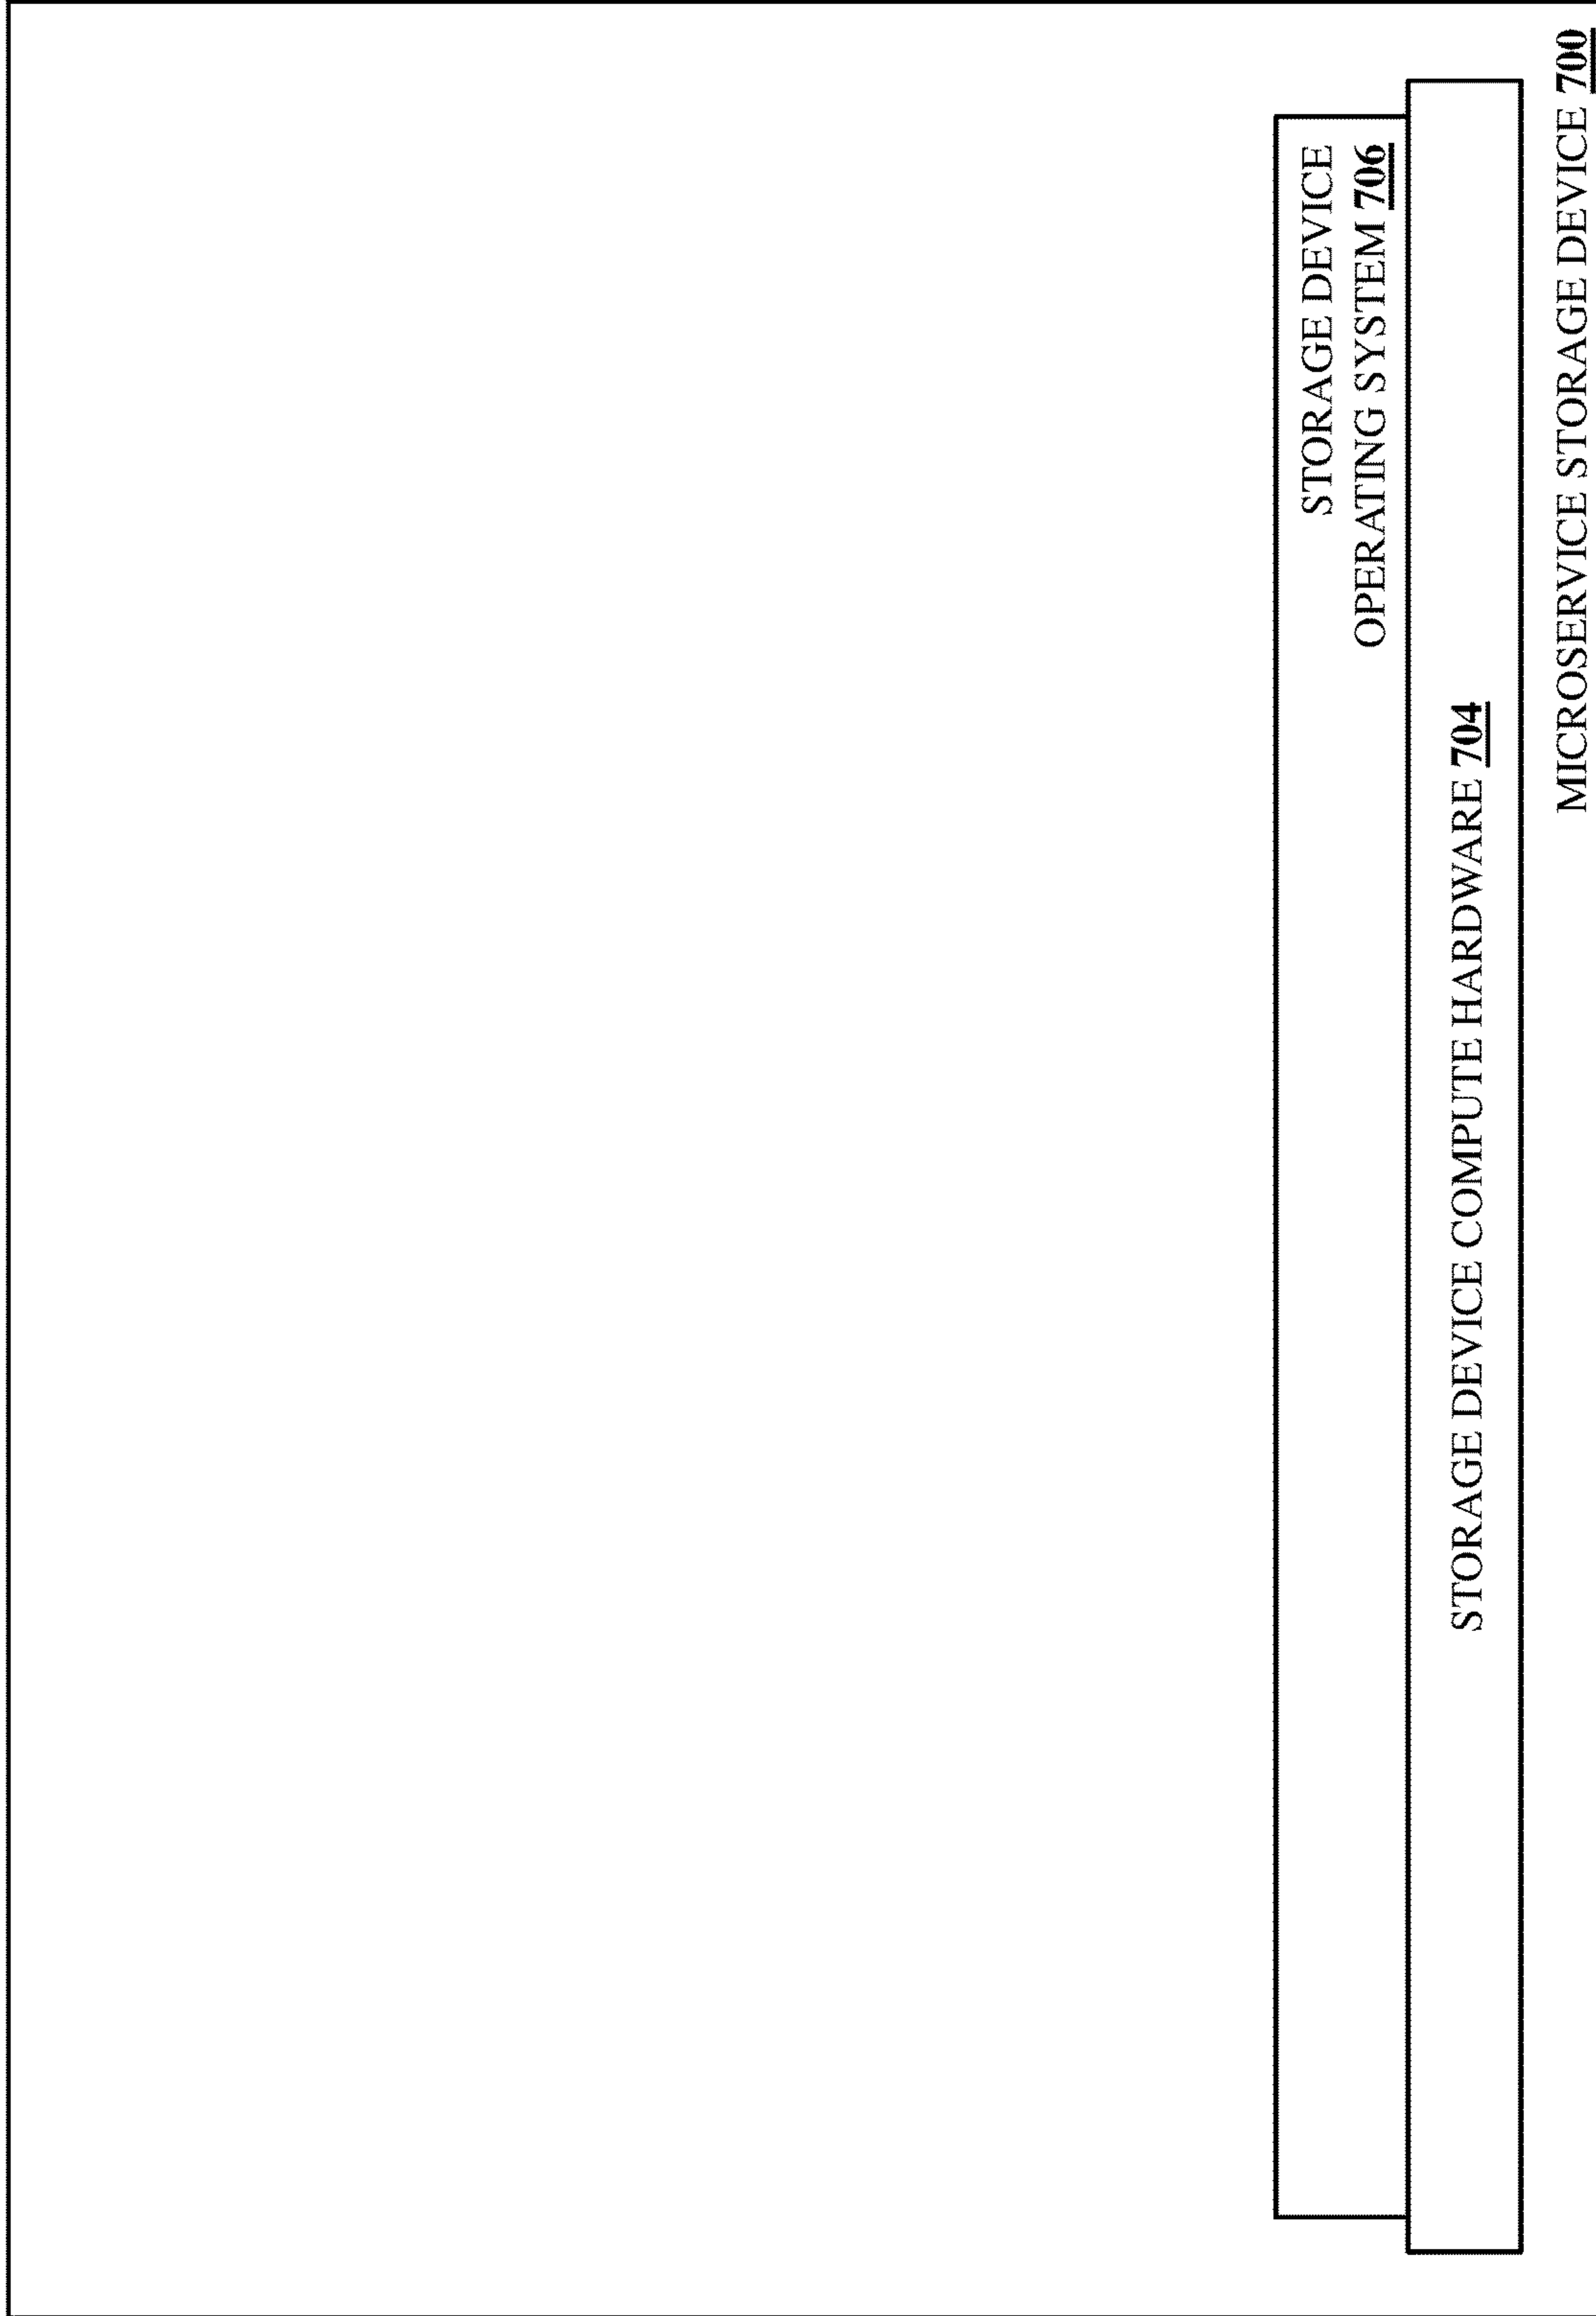 STORAGE DEVICE
OPERATING SYSTEM 706
STORAGE DEVICE COMPUTE HARDWARE 704
MICROSERVICE STORAGE DEVICE 700